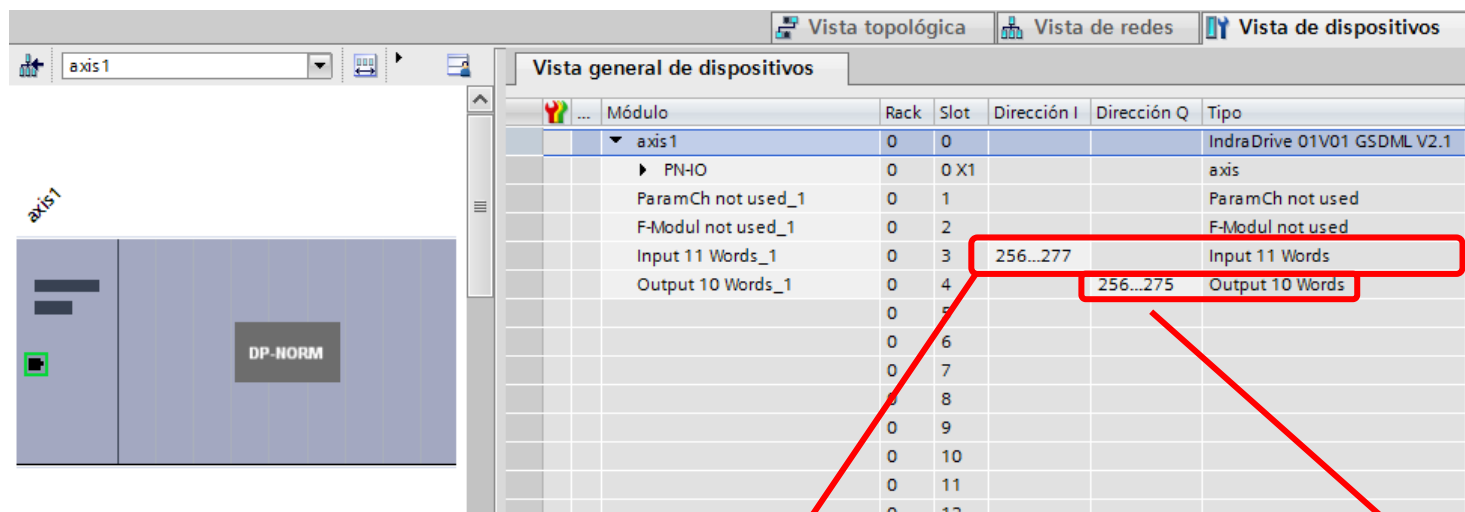 Vista topológica Vista de redes Vista de dispositivos
axis1
Vista general de dispositivos
... Módulo Rack Slot Dirección I Dirección Q Tipo
axis1 0 0 IndraDrive 01V01 GSDML V2.1
PN-IO 0 0 X1 axis
ParamCh not used_1 0 1 ParamCh not used
F-Modul not used_1 0 2 F-Modul not used
Input 11 Words_1 0 3 256...277 Input 11 Words
Output 10 Words_1 0 4 256...275 Output 10 Words
0 5
0 6
0 7
0 8
0 9
0 10
0 11
axis1
DP-NORM